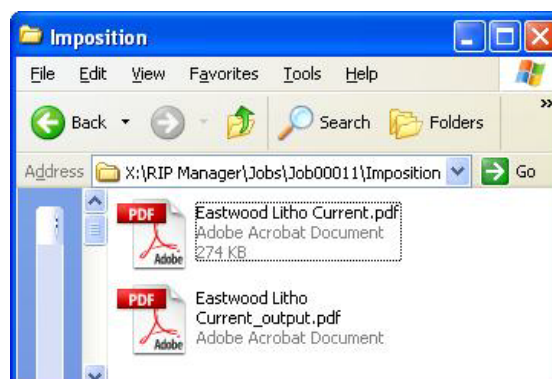 Imposition
File Edit View Favorites Tools Help
Back Search Folders »
Address X:\RIP Manager\Jobs\Job00011\Imposition Go
PDF
Adobe
Eastwood Litho Current.pdf
Adobe Acrobat Document
274 KB
PDF
Adobe
Eastwood Litho
Current_output.pdf
Adobe Acrobat Document